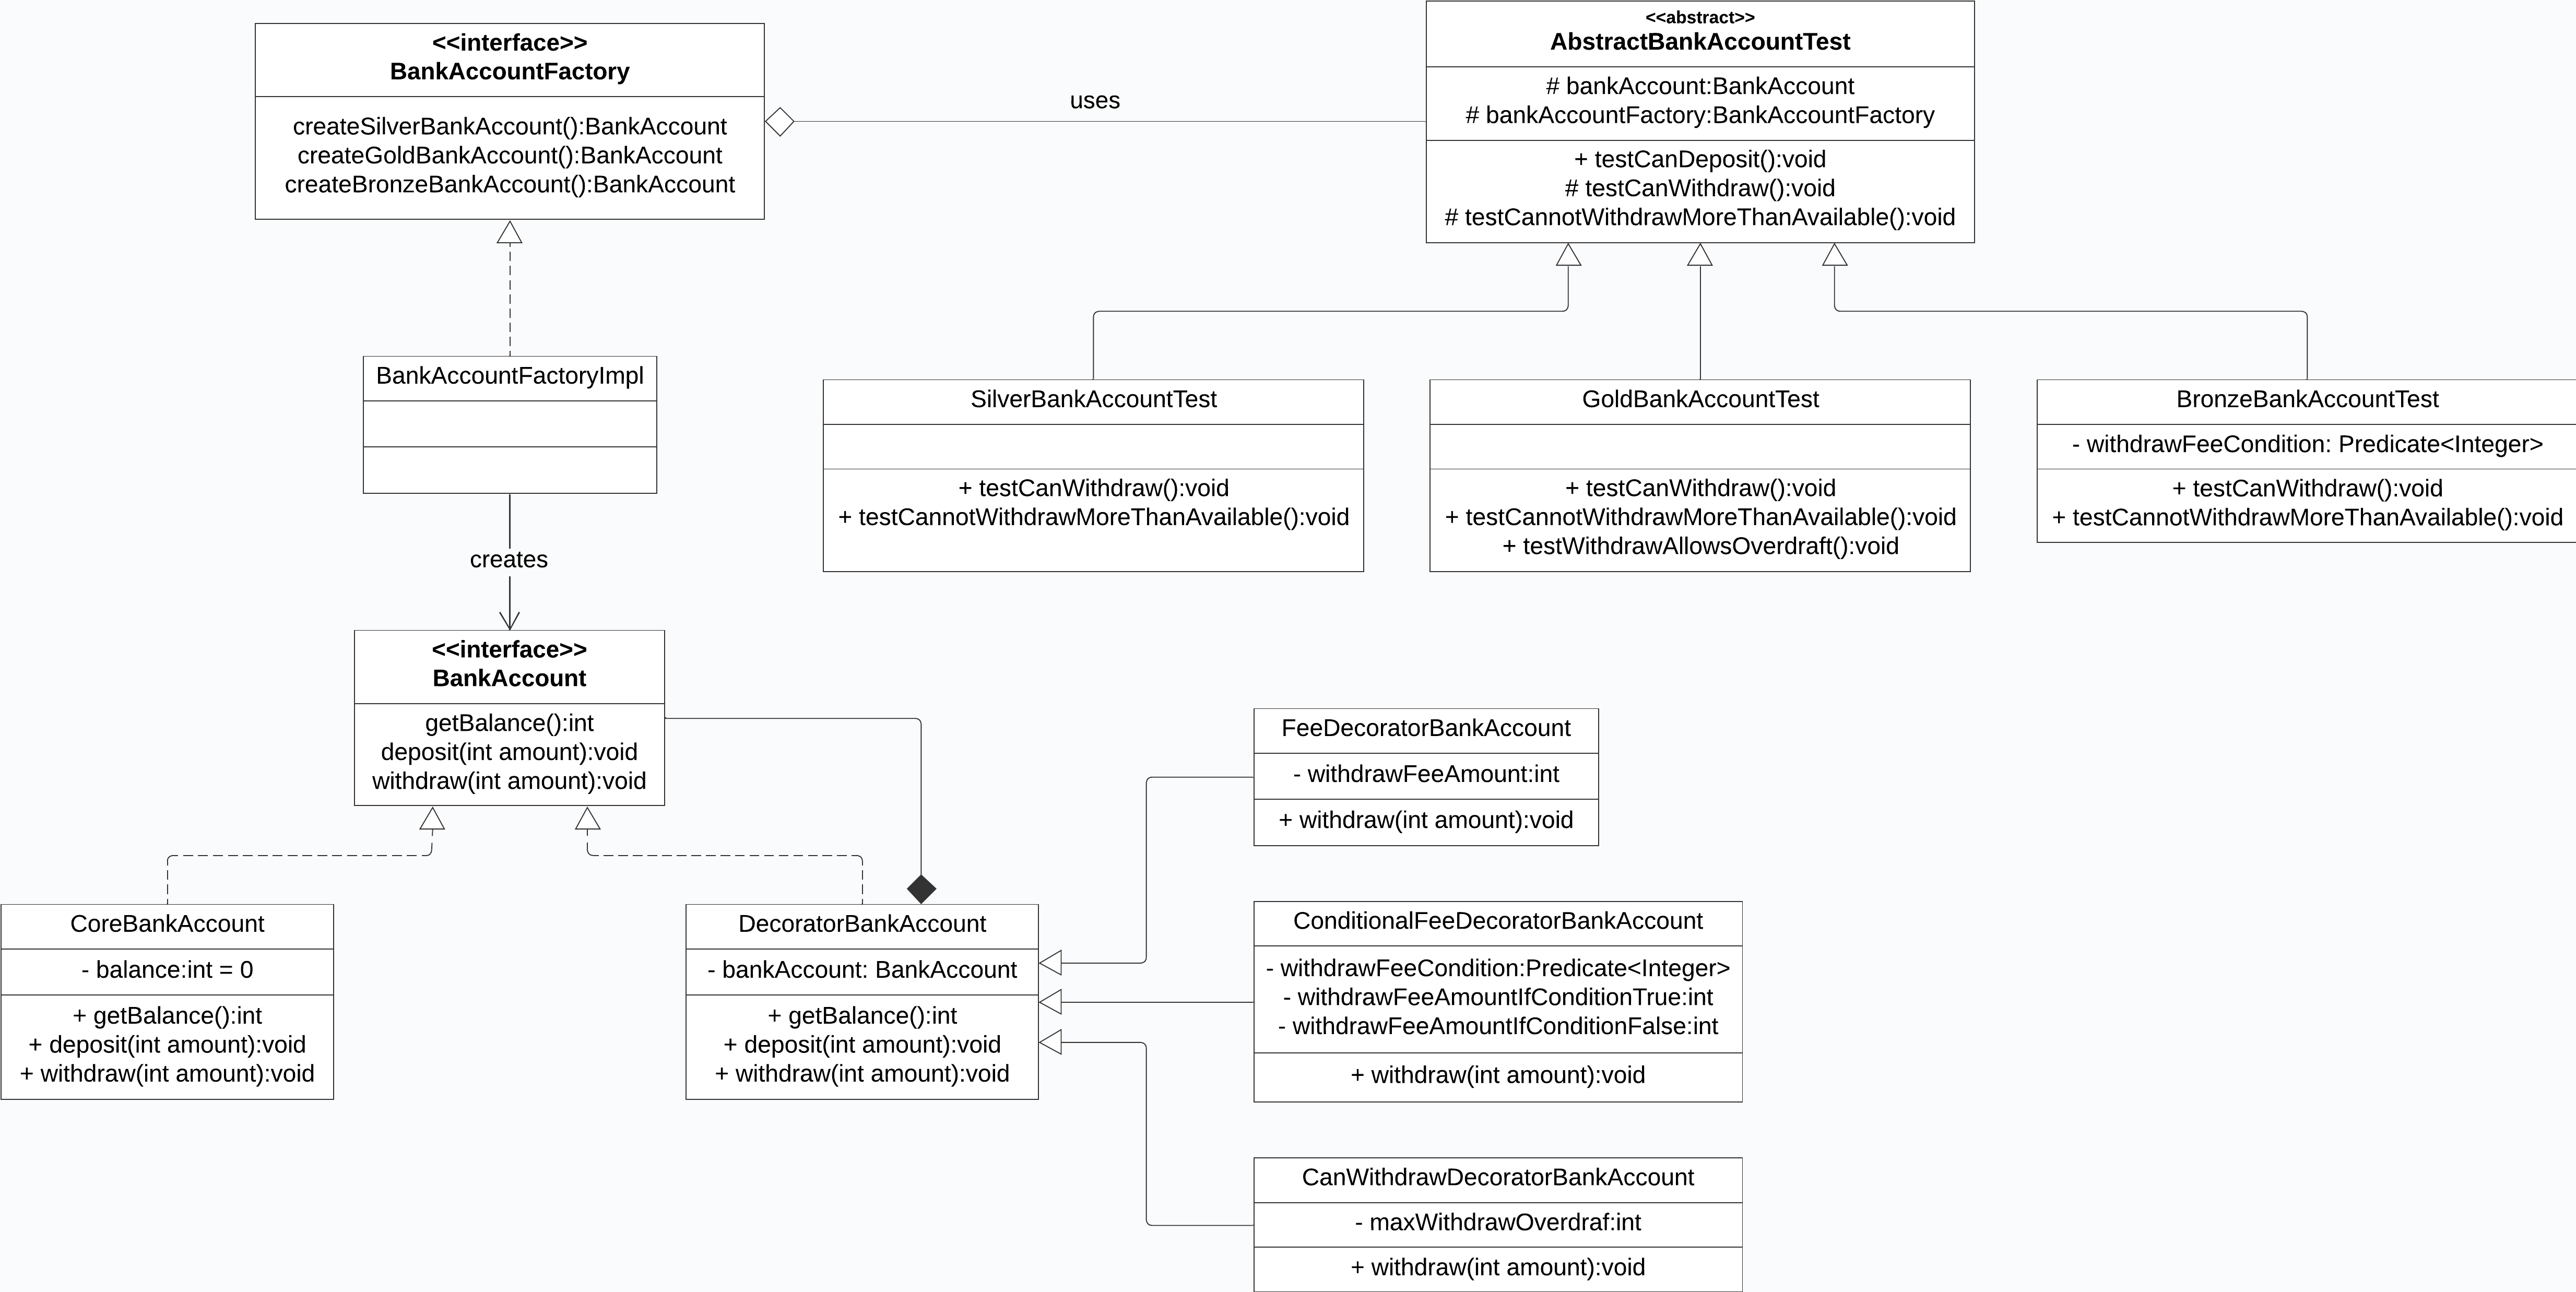 <<interface>>
BankAccountFactory
createSilverBankAccount():BankAccount
createGoldBankAccount():BankAccount
createBronzeBankAccount():BankAccount
uses
<<abstract>>
AbstractBankAccountTest
# bankAccount:BankAccount
# bankAccountFactory:BankAccountFactory
+ testCanDeposit():void
# testCanWithdraw():void
# testCannotWithdrawMoreThanAvailable():void
BankAccountFactoryImpl
SilverBankAccountTest
+ testCanWithdraw():void
+ testCannotWithdrawMoreThanAvailable():void
GoldBankAccountTest
+ testCanWithdraw():void
+ testCannotWithdrawMoreThanAvailable():void
+ testWithdrawAllowsOverdraft():void
BronzeBankAccountTest
- withdrawFeeCondition: Predicate<Integer>
+ testCanWithdraw():void
+ testCannotWithdrawMoreThanAvailable():void
creates
<<interface>>
BankAccount
getBalance():int
deposit(int amount):void
withdraw(int amount):void
FeeDecoratorBankAccount
- withdrawFeeAmount:int
+ withdraw(int amount):void
CoreBankAccount
- balance:int = 0
+ getBalance():int
+ deposit(int amount):void
+ withdraw(int amount):void
DecoratorBankAccount
- bankAccount: BankAccount
+ getBalance():int
+ deposit(int amount):void
+ withdraw(int amount):void
ConditionalFeeDecoratorBankAccount
- withdrawFeeCondition:Predicate<Integer>
- withdrawFeeAmountIfConditionTrue:int
- withdrawFeeAmountIfConditionFalse:int
+ withdraw(int amount):void
CanWithdrawDecoratorBankAccount
- maxWithdrawOverdraf:int
+ withdraw(int amount):void